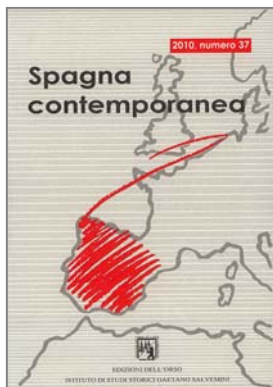 2010, numero 37
Spagna
contemporanea
EDIZIONI DELL'ORSO
ISTITUTO DI STUDI STORICI GAETANO SALVEMINI